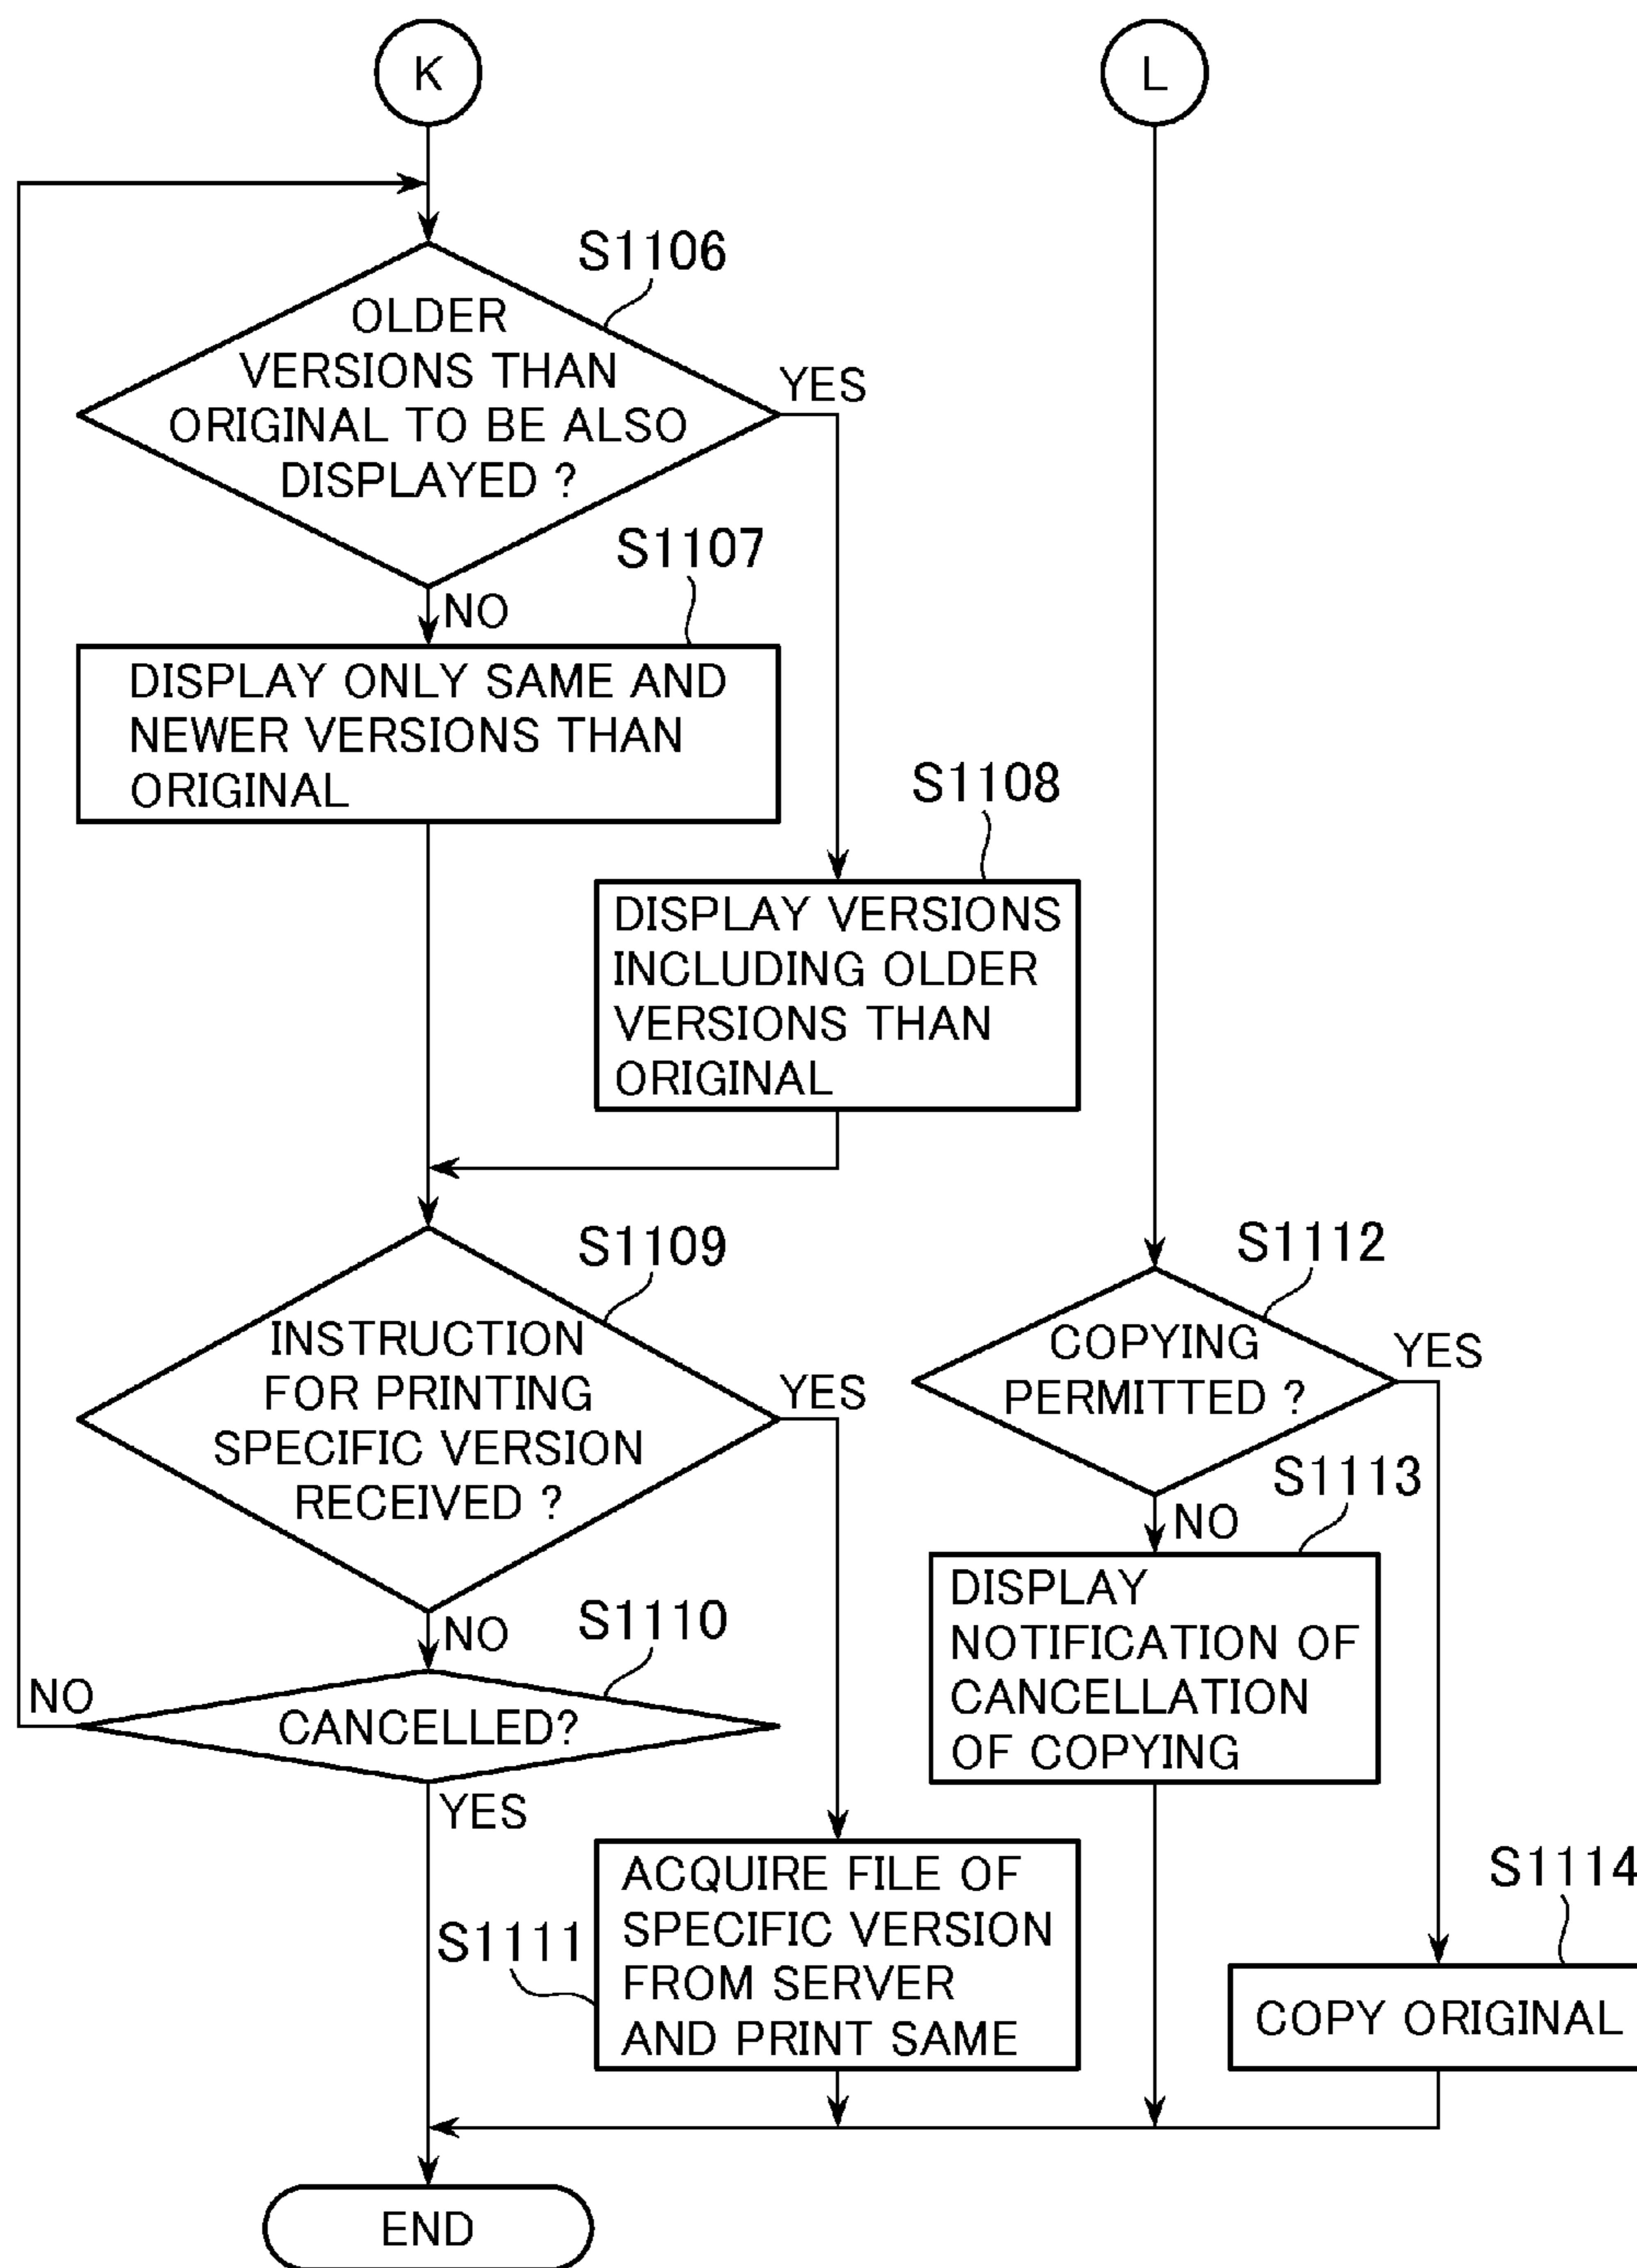 K
L
S1106
OLDER
VERSIONS THAN
ORIGINAL TO BE ALSO
DISPLAYED ?
YES
S1107
NO
DISPLAY ONLY SAME AND
NEWER VERSIONS THAN
ORIGINAL
S1108
DISPLAY VERSIONS
INCLUDING OLDER
VERSIONS THAN
ORIGINAL
S1109
INSTRUCTION
FOR PRINTING
SPECIFIC VERSION
RECEIVED ?
YES
NO
S1110
CANCELLED?
NO
YES
S1111
ACQUIRE FILE OF
SPECIFIC VERSION
FROM SERVER
AND PRINT SAME
S1112
COPYING
PERMITTED ?
YES
S1113
NO
DISPLAY
NOTIFICATION OF
CANCELLATION
OF COPYING
S1114
COPY ORIGINAL
END